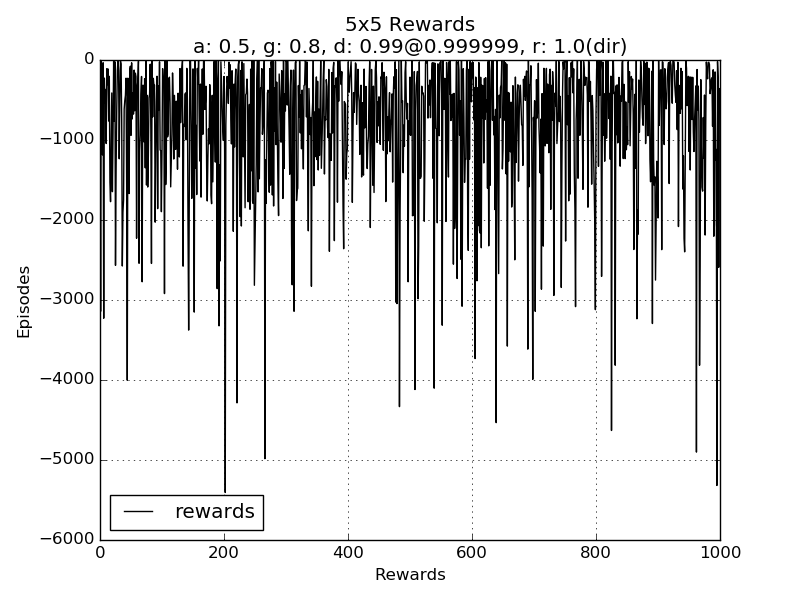 5x5 Rewards
a: 0.5, g: 0.8, d: 0.99@0.999999, r: 1.0(dir)
0
−1000
−2000
−3000
−4000
−5000
−6000
Episodes
rewards
0 200 400 600 800 1000
Rewards